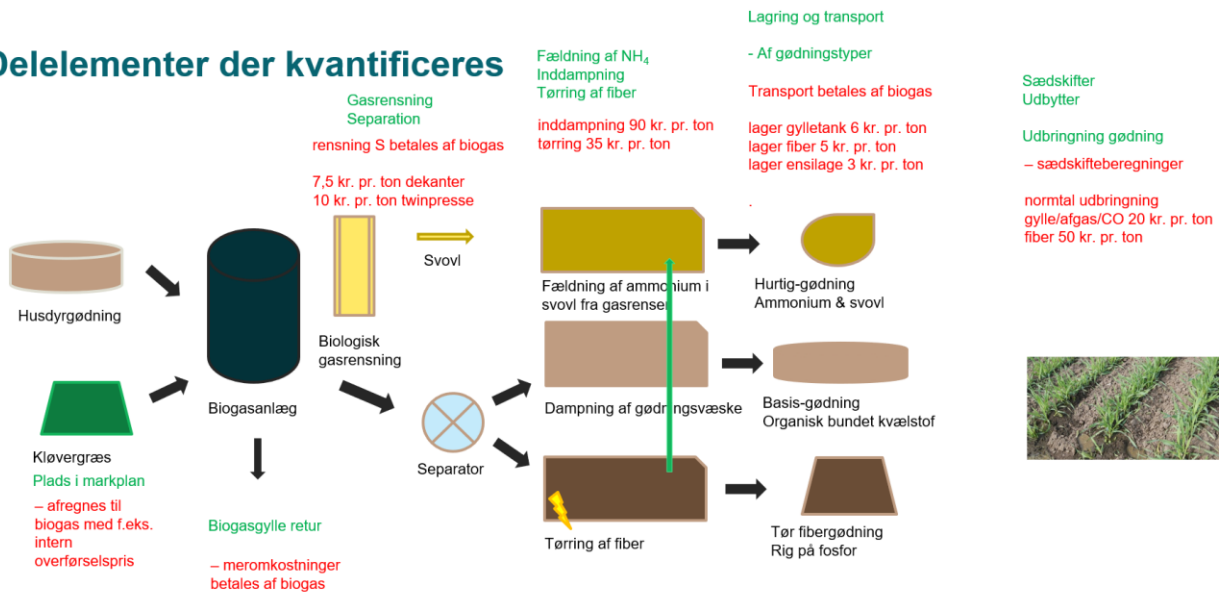 Delelementer der kvantificeres
Gasrensning
Separation
rensning S betales af biogas
7,5 kr. pr. ton dekanter
10 kr. pr. ton twinpresse
Fældning af NH₄
Inddampning
Tørring af fiber
inddampning 90 kr. pr. ton
tørring 35 kr. pr. ton
Lagring og transport
- Af gødningstyper
Transport betales af biogas
lager gylletank 6 kr. pr. ton
lager fiber 5 kr. pr. ton
lager ensilage 3 kr. pr. ton
.
Sædskifter
Udbytter
Udbringning gødning
– sædskifteberegninger
normtal udbringning
gylle/afgas/CO 20 kr. pr. ton
fiber 50 kr. pr. ton
Husdyrgødning
Svovl
Biologisk
gasrensning
Biogasanlæg
Fældning af ammonium i
svovl fra gasrenser
Hurtig-gødning
Ammonium & svovl
Dampning af gødningsvæske
Basis-gødning
Organisk bundet kvælstof
Separator
Kløvergræs
Plads i markplan
– afregnes til
biogas med f.eks.
intern
overførselspris
Biogasgylle retur
– meromkostninger
betales af biogas
Tørring af fiber
Tør fibergødning
Rig på fosfor